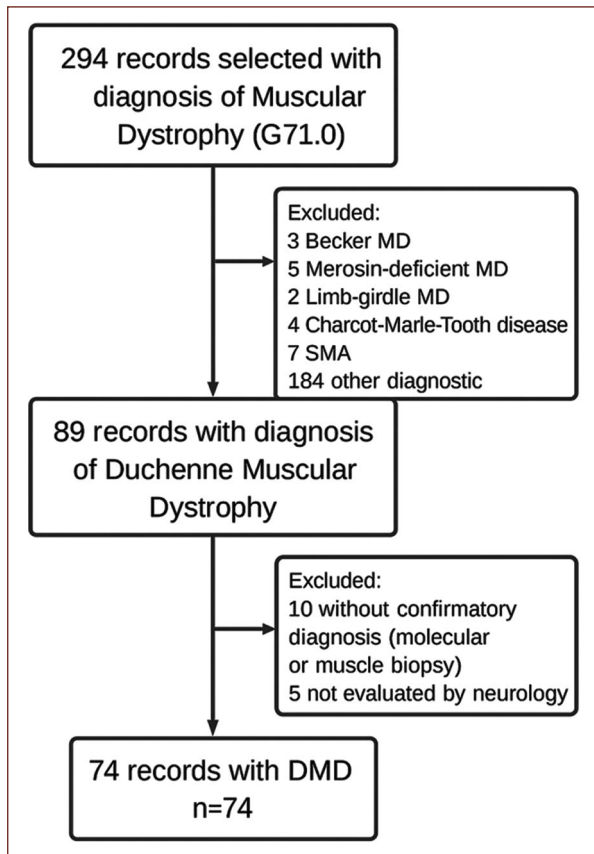 294 records selected with
diagnosis of Muscular
Dystrophy (G71.0)
Excluded:
3 Becker MD
5 Merosin-deficient MD
2 Limb-girdle MD
4 Charcot-Marle-Tooth disease
7 SMA
184 other diagnostic
89 records with diagnosis
of Duchenne Muscular
Dystrophy
Excluded:
10 without confirmatory
diagnosis (molecular
or muscle biopsy)
5 not evaluated by neurology
74 records with DMD
n=74